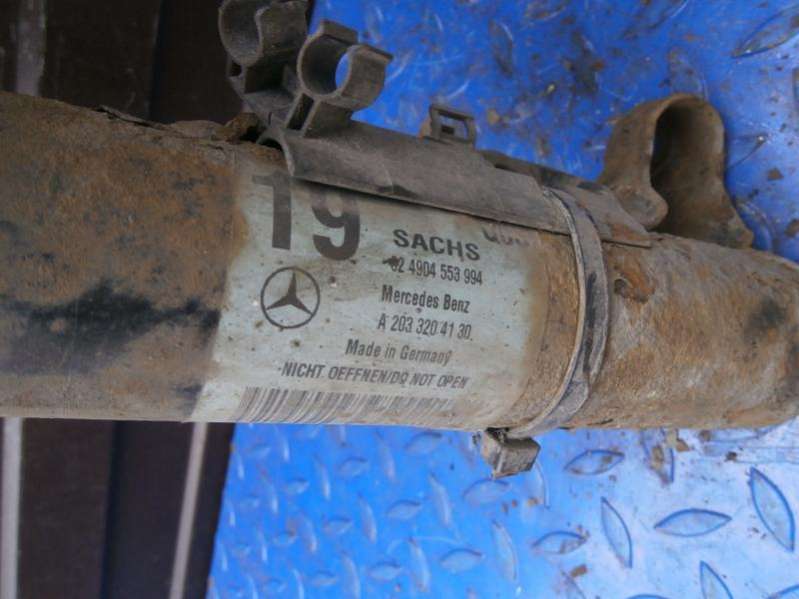 19
SACHS
4904 553 994
Mercedes Benz
A 203 320 41 30
Made in Germany
NICHT OEFFNEN/DO NOT OPEN